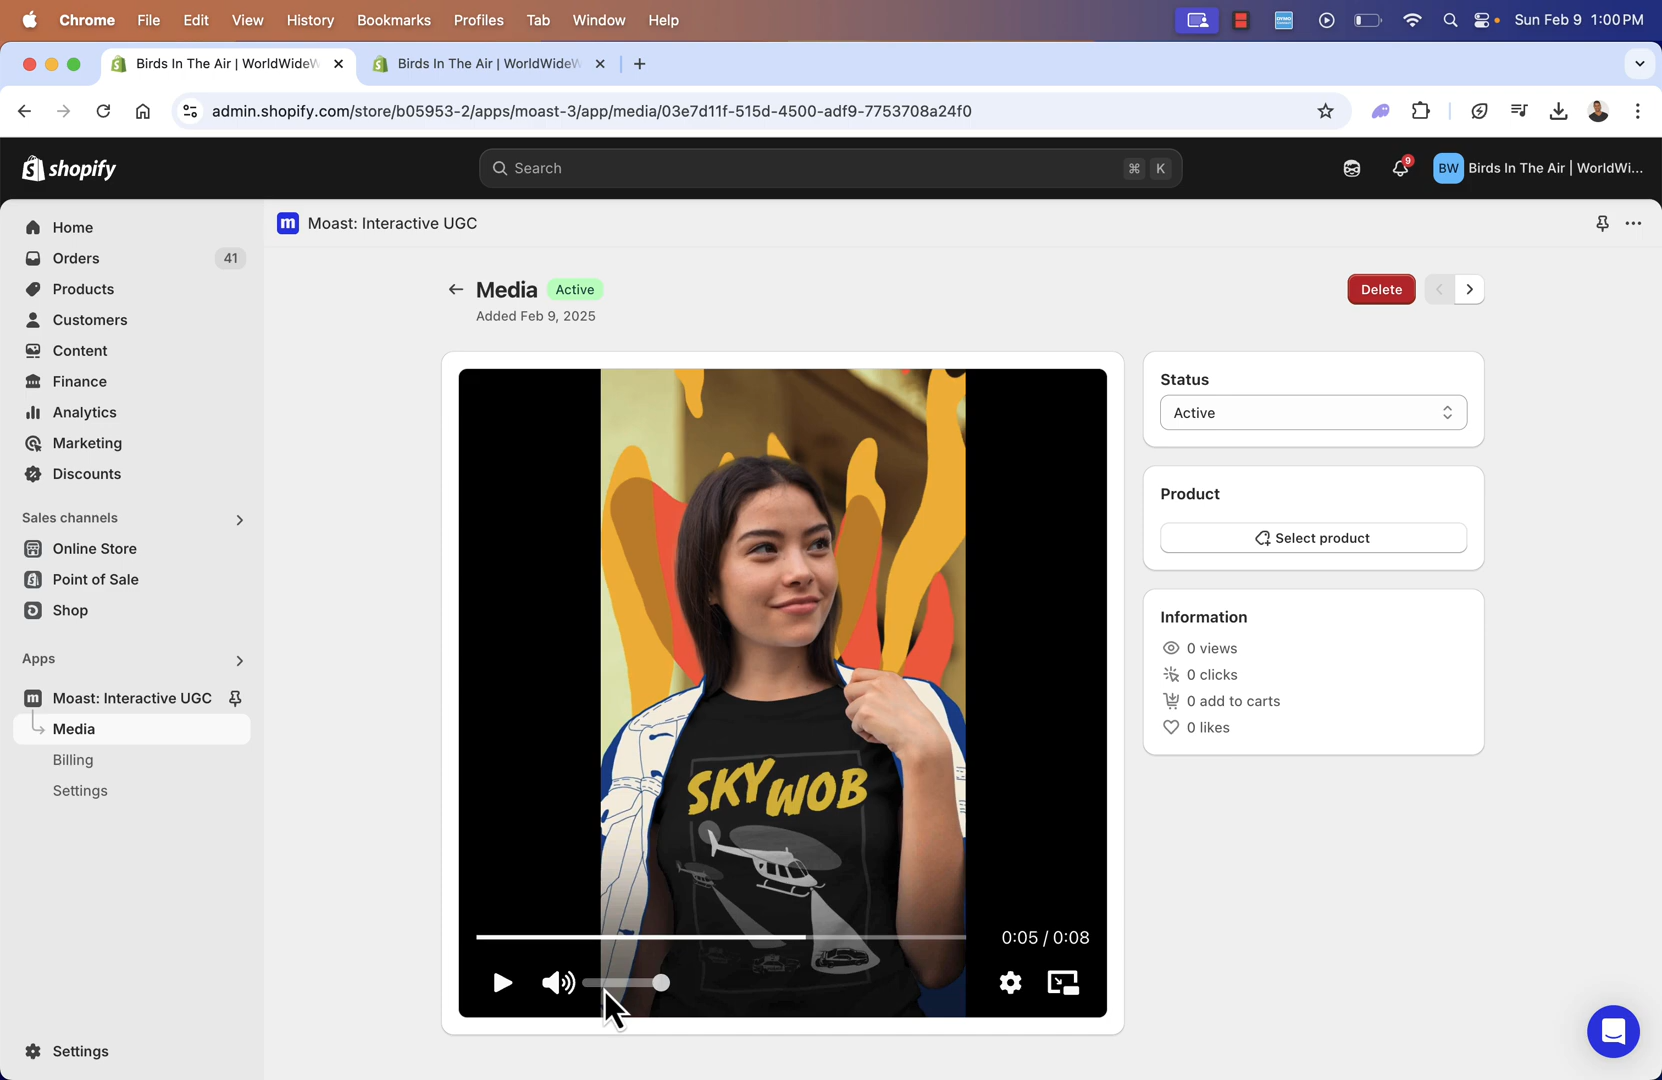 Chrome File Edit View History Bookmarks Profiles Tab Window Help
Sun Feb 9 1:00 PM
Birds In The Air | WorldWideW
Birds In The Air | WorldWideW
admin.shopify.com/store/b05953-2/apps/moast-3/app/media/03e7d11f-515d-4500-adf9-7753708a24f0
shopify
Search
⌘ K
9
BW Birds In The Air | WorldWi...
Home
Orders 41
Products
Customers
Content
Finance
Analytics
Marketing
Discounts
Sales channels
Online Store
Point of Sale
Shop
Apps
Moast: Interactive UGC
Media
Billing
Settings
Settings
m Moast: Interactive UGC
Media Active
Added Feb 9, 2025
Delete
SKYWOB
0:05 / 0:08
Status
Active
Product
Select product
Information
0 views
0 clicks
0 add to carts
0 likes